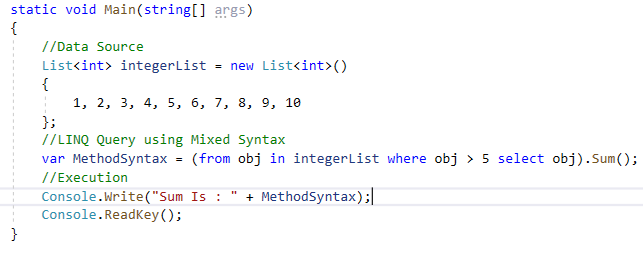 static void Main(string[] args)
{
//Data Source
List<int> integerList = new List<int>()
{
1, 2, 3, 4, 5, 6, 7, 8, 9, 10
};
//LINQ Query using Mixed Syntax
var MethodSyntax = (from obj in integerList where obj > 5 select obj).Sum();
//Execution
Console.Write("Sum Is : " + MethodSyntax);
Console.ReadKey();
}